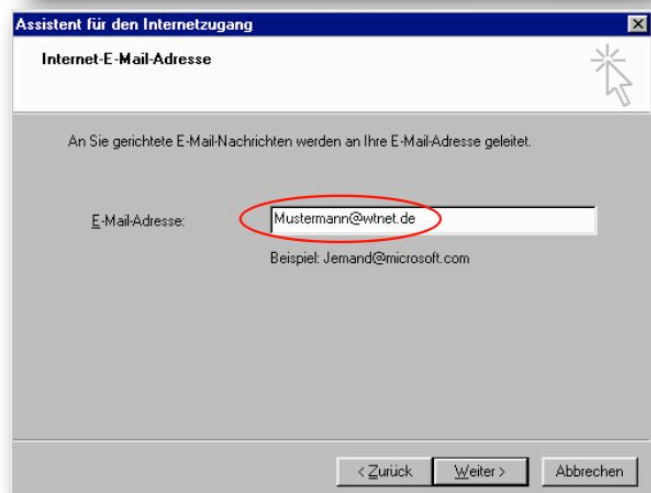 Assistent für den Internetzugang
Internet-E-Mail-Adresse
An Sie gerichtete E-Mail-Nachrichten werden an Ihre E-Mail-Adresse geleitet.
E-Mail-Adresse: Mustermann@wtnet.de
Beispiel: Jemand@microsoft.com
< Zurück Weiter > Abbrechen